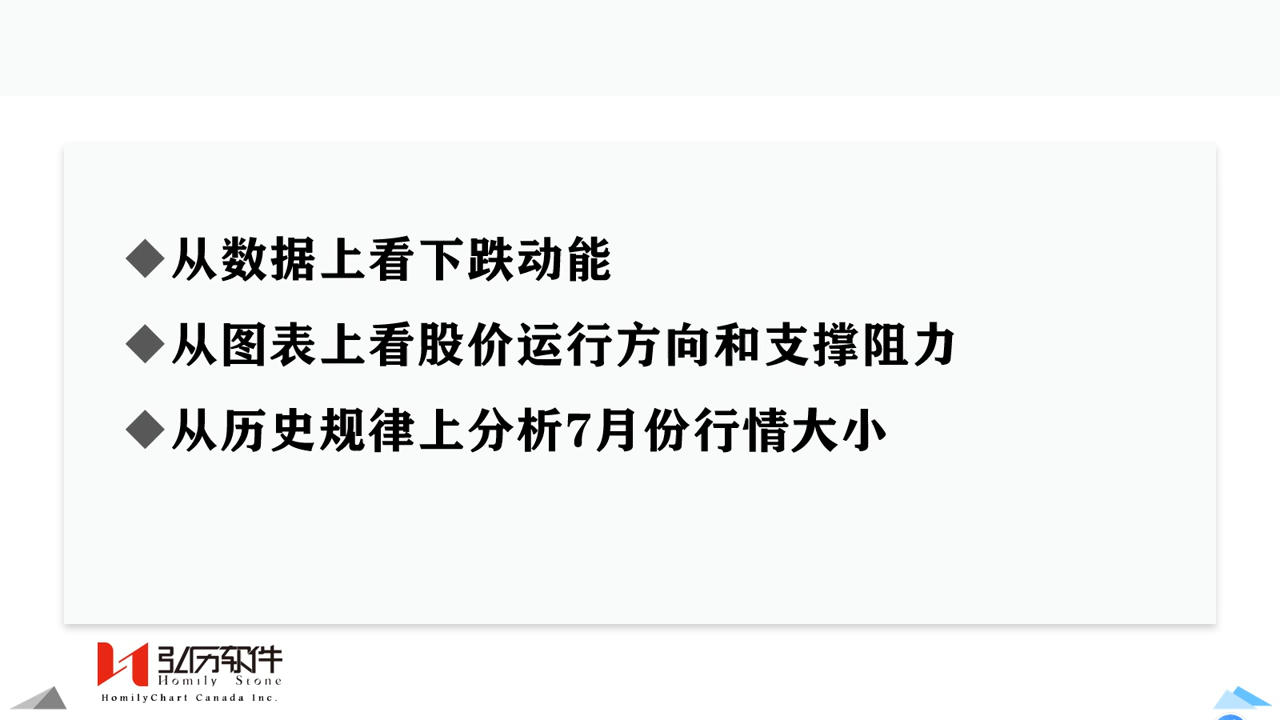 ◆从数据上看下跌动能
◆从图表上看股价运行方向和支撑阻力
◆从历史规律上分析7月份行情大小
弘历软件
Homily Stone
HomilyChart Canada Inc.